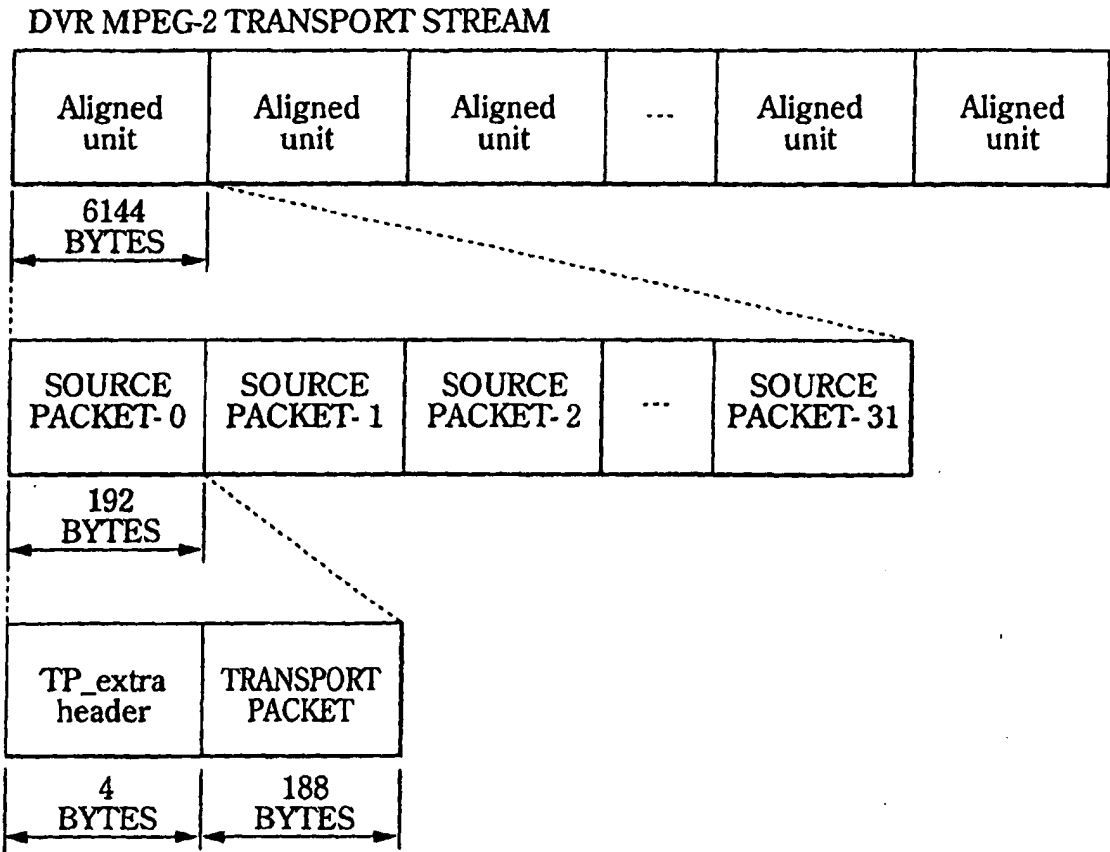 DVR MPEG-2 TRANSPORT STREAM
Aligned unit
Aligned unit
Aligned unit
...
Aligned unit
Aligned unit
6144
BYTES
SOURCE
PACKET-0
SOURCE
PACKET-1
SOURCE
PACKET-2
...
SOURCE
PACKET-31
192
BYTES
TP_extra
header
TRANSPORT
PACKET
4
BYTES
188
BYTES